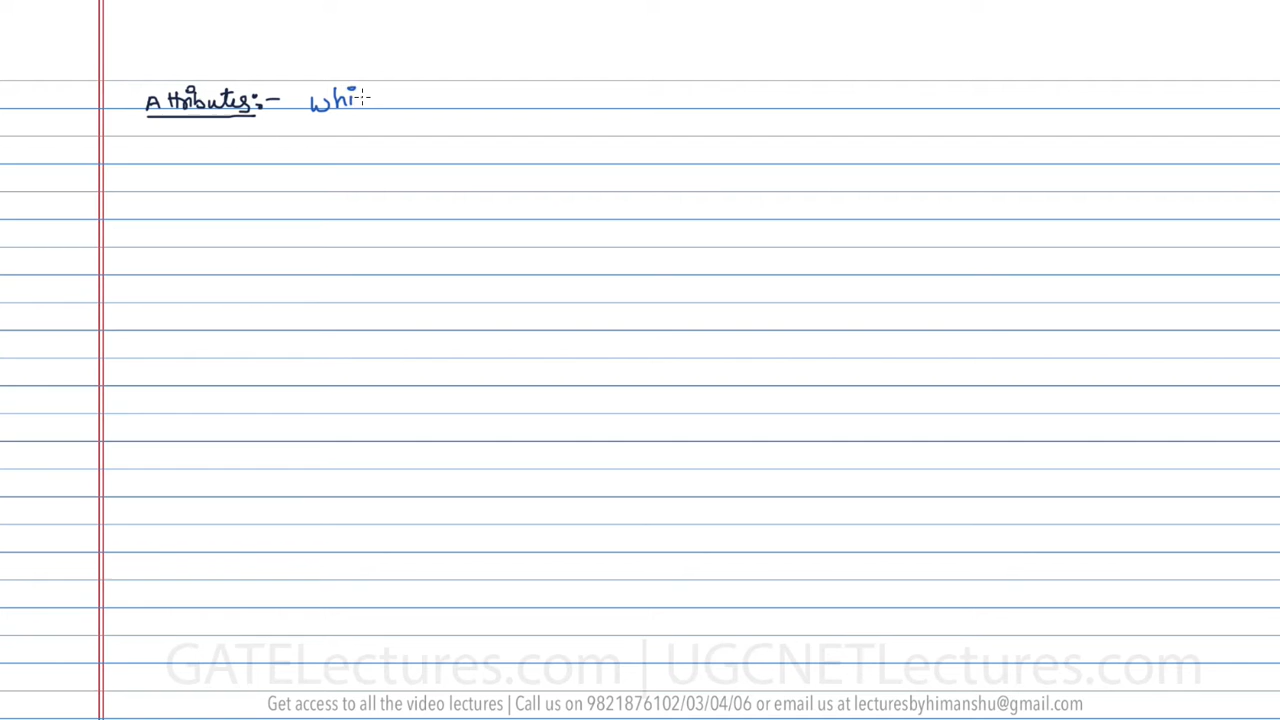 Attributes:- whi
GATELectures.com | UGCNETLectures.com
Get access to all the video lectures | Call us on 9821876102/03/04/06 or email us at lecturesbyhimanshu@gmail.com